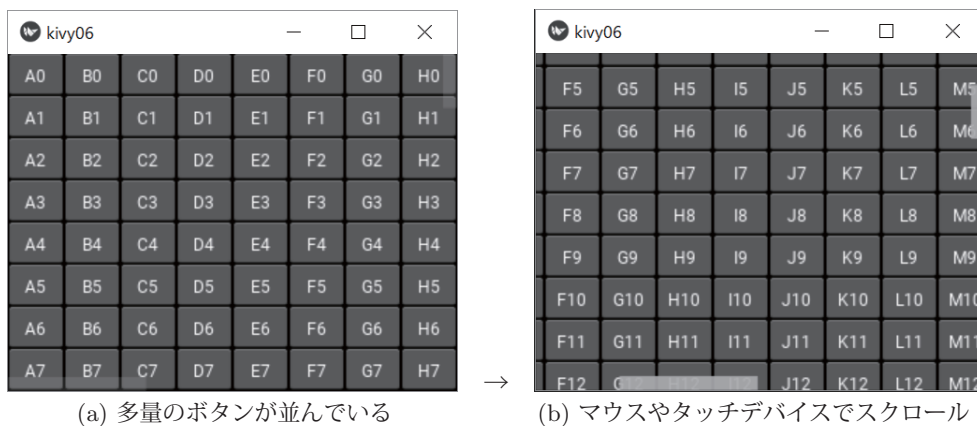 kivy06
A0 B0 C0 D0 E0 F0 G0 H0
A1 B1 C1 D1 E1 F1 G1 H1
A2 B2 C2 D2 E2 F2 G2 H2
A3 B3 C3 D3 E3 F3 G3 H3
A4 B4 C4 D4 E4 F4 G4 H4
A5 B5 C5 D5 E5 F5 G5 H5
A6 B6 C6 D6 E6 F6 G6 H6
A7 B7 C7 D7 E7 F7 G7 H7
(a) 多量のボタンが並んでいる
→
kivy06
F5 G5 H5 I5 J5 K5 L5 M5
F6 G6 H6 I6 J6 K6 L6 M6
F7 G7 H7 I7 J7 K7 L7 M7
F8 G8 H8 I8 J8 K8 L8 M8
F9 G9 H9 I9 J9 K9 L9 M9
F10 G10 H10 I10 J10 K10 L10 M10
F11 G11 H11 I11 J11 K11 L11 M11
F12 G12 H12 I12 J12 K12 L12 M12
(b) マウスやタッチデバイスでスクロール